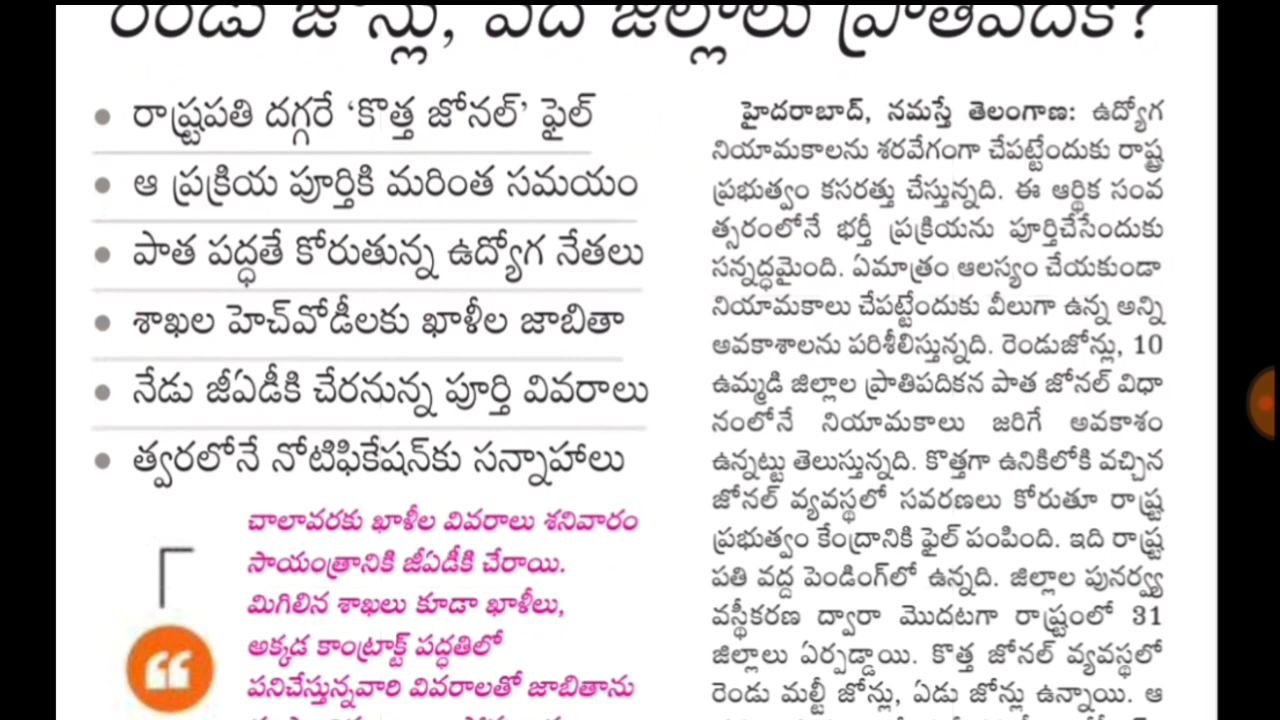 రెండు జోన్లు, పది జిల్లాలు ప్రాతిపదిక?
రాష్ట్రపతి దగ్గరే ‘కొత్త జోనల్’ ఫైల్
ఆ ప్రక్రియ పూర్తికి మరింత సమయం
పాత పద్ధతే కోరుతున్న ఉద్యోగ నేతలు
శాఖల హెచ్‌వోడీలకు ఖాళీల జాబితా
నేడు జీఏడీకి చేరనున్న పూర్తి వివరాలు
త్వరలోనే నోటిఫికేషన్‌కు సన్నాహాలు
చాలావరకు ఖాళీల వివరాలు శనివారం
సాయంత్రానికి జీఏడీకి చేరాయి.
మిగిలిన శాఖలు కూడా ఖాళీలు,
అక్కడ కాంట్రాక్ట్ పద్ధతిలో
పనిచేస్తున్నవారి వివరాలతో జాబితాను
హైదరాబాద్, నమస్తే తెలంగాణ: ఉద్యోగ
నియామకాలను శరవేగంగా చేపట్టేందుకు రాష్ట్ర
ప్రభుత్వం కసరత్తు చేస్తున్నది. ఈ ఆర్థిక సంవ
త్సరంలోనే భర్తీ ప్రక్రియను పూర్తిచేసేందుకు
సన్నద్ధమైంది. ఏమాత్రం ఆలస్యం చేయకుండా
నియామకాలు చేపట్టేందుకు వీలుగా ఉన్న అన్ని
అవకాశాలను పరిశీలిస్తున్నది. రెండుజోన్లు, 10
ఉమ్మడి జిల్లాల ప్రాతిపదికన పాత జోనల్ విధా
నంలోనే నియామకాలు జరిగే అవకాశం
ఉన్నట్టు తెలుస్తున్నది. కొత్తగా ఉనికిలోకి వచ్చిన
జోనల్ వ్యవస్థలో సవరణలు కోరుతూ రాష్ట్ర
ప్రభుత్వం కేంద్రానికి ఫైల్ పంపింది. ఇది రాష్ట్ర
పతి వద్ద పెండింగ్‌లో ఉన్నది. జిల్లాల పునర్వ్య
వస్థీకరణ ద్వారా మొదటగా రాష్ట్రంలో 31
జిల్లాలు ఏర్పడ్డాయి. కొత్త జోనల్ వ్యవస్థలో
రెండు మల్టీ జోన్లు, ఏడు జోన్లు ఉన్నాయి. ఆ